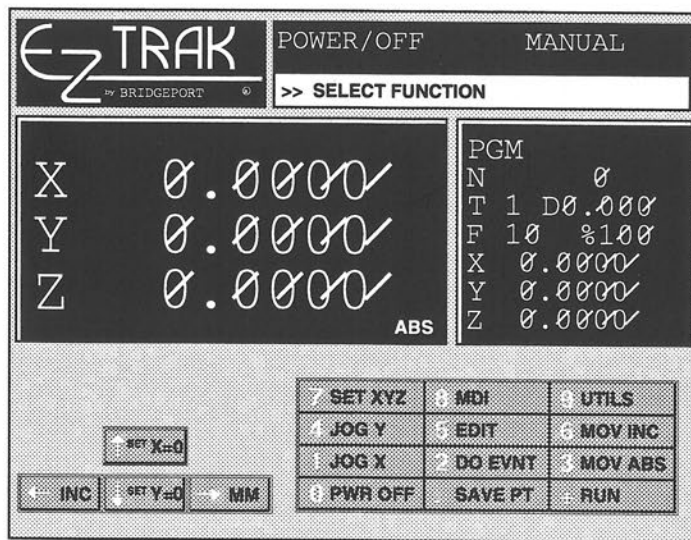 EZ TRAK
by BRIDGEPORT ®
POWER/OFF MANUAL
>> SELECT FUNCTION
X 0.0000
Y 0.0000
Z 0.0000
ABS
PGM
N 0
T 1 D0.000
F 10 %100
X 0.0000
Y 0.0000
Z 0.0000
7 SET XYZ 8 MDI 9 UTILS
4 JOG Y 5 EDIT 6 MOV INC
1 JOG X 2 DO EVNT 3 MOV ABS
0 PWR OFF . SAVE PT RUN
↑ SET X=0
← INC ↓ SET Y=0 → MM